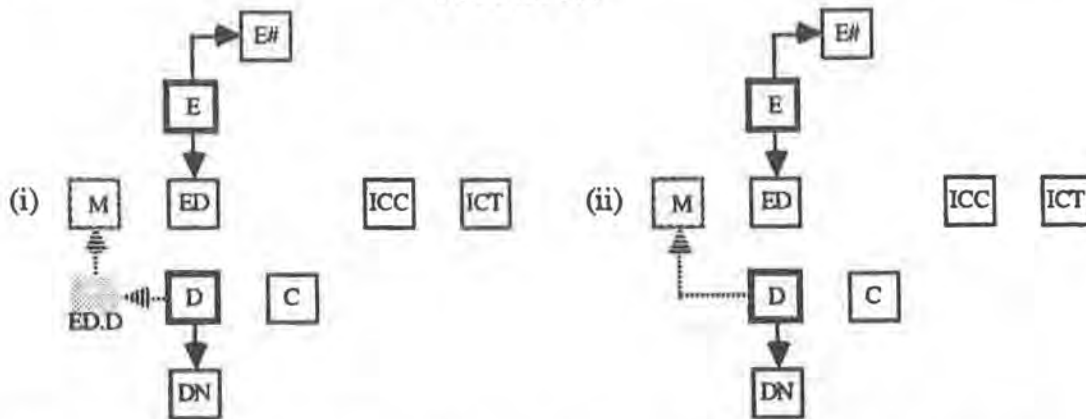 E# E#
E E
(i) M ED ICC ICT (ii) M ED ICC ICT
D C D C
ED.D
DN DN